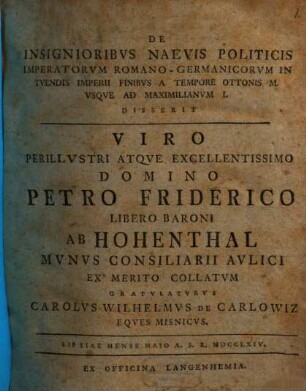 DE
INSIGNIORIBVS NAEVIS POLITICIS
IMPERATORVM ROMANO-GERMANICORVM IN
TVENDIS IMPERII FINIBVS A TEMPORE OTTONIS M.
VSQVE AD MAXIMILIANVM I.
DISSERIT
VIRO
PERILLVSTRI ATQVE EXCELLENTISSIMO
DOMINO
PETRO FRIDERICO
LIBERO BARONI
AB HOHENTHAL
MVNVS CONSILIARII AVLICI
EX MERITO COLLATVM
GRATVLATVRVS
CAROLVS WILHELMVS DE CARLOWIZ
EQVES MISNICVS.
LIPSIAE MENSE MAIO A. S. R. MDCCLXIV.
EX OFFICINA LANGENHEMIA.